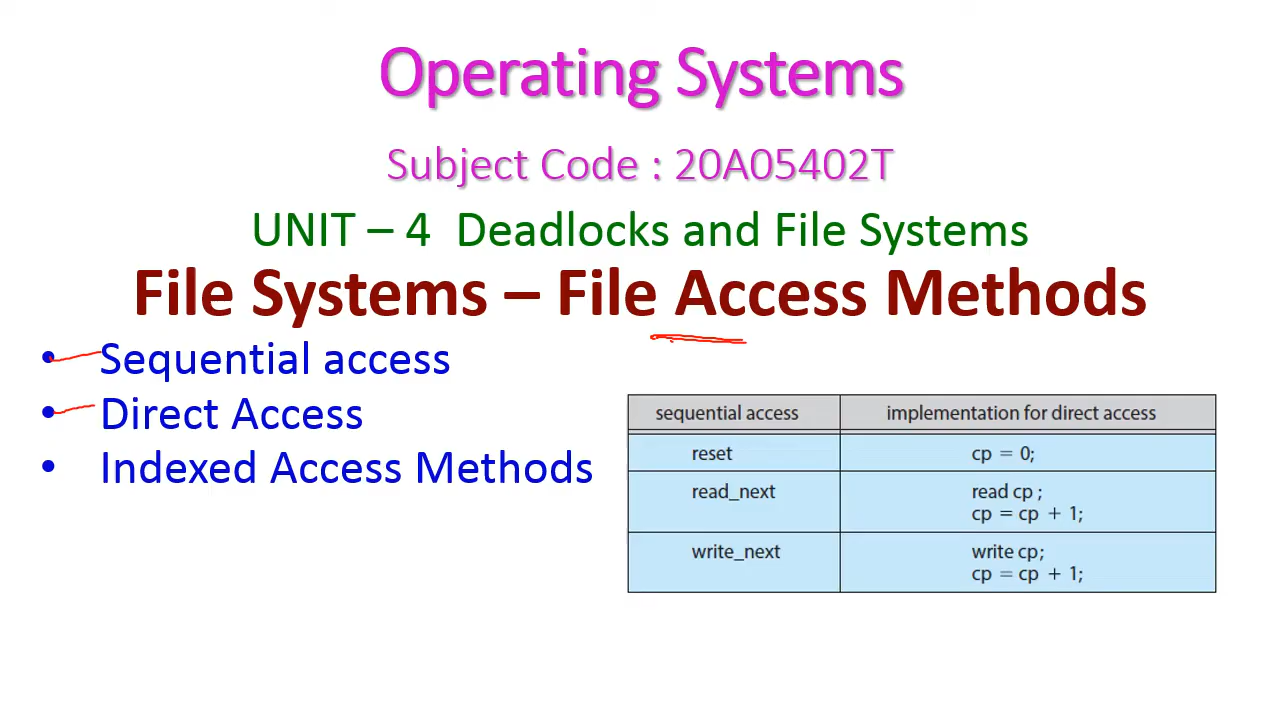 Operating Systems
Subject Code : 20A05402T
UNIT – 4 Deadlocks and File Systems
File Systems – File Access Methods
• Sequential access
• Direct Access
• Indexed Access Methods
sequential access implementation for direct access
reset cp = 0;
read_next read cp ;
cp = cp + 1;
write_next write cp;
cp = cp + 1;